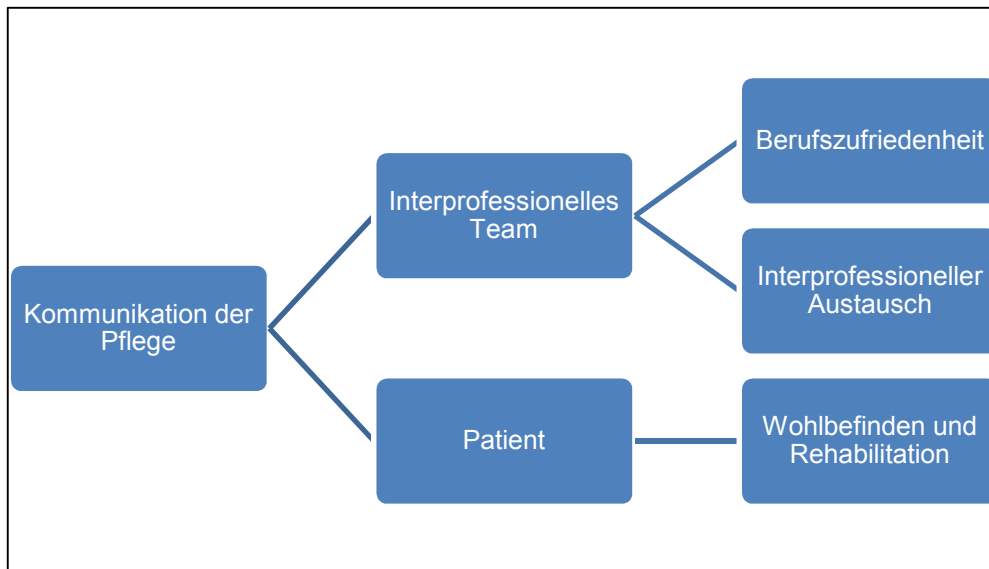 Kommunikation der
Pflege
Interprofessionelles
Team
Patient
Berufszufriedenheit
Interprofessioneller
Austausch
Wohlbefinden und
Rehabilitation